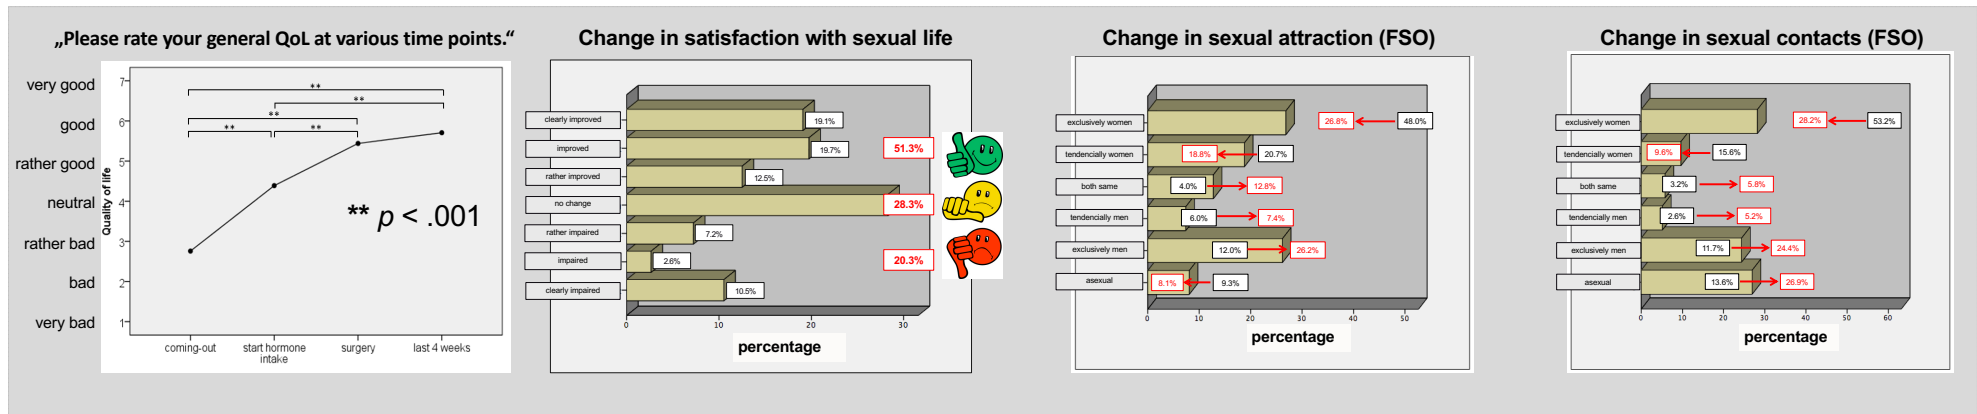 „Please rate your general QoL at various time points.“
very good
good
rather good
neutral
rather bad
bad
very bad
Quality of life
7
6
5
4
3
2
1
**
**
**
** **
** p < .001
coming-out
start hormone
intake
surgery
last 4 weeks
Change in satisfaction with sexual life
clearly improved 19.1%
improved 19.7% 51.3%
rather improved 12.5%
no change 28.3%
rather impaired 7.2%
impaired 2.6% 20.3%
clearly impaired 10.5%
0 10 20 30
percentage
Change in sexual attraction (FSO)
exclusively women 26.8% 48.0%
tendencially women 18.8% 20.7%
both same 4.0% 12.8%
tendencially men 6.0% 7.4%
exclusively men 12.0% 26.2%
asexual 8.1% 9.3%
0 10 20 30 40 50
percentage
Change in sexual contacts (FSO)
exclusively women 28.2% 53.2%
tendencially women 9.6% 15.6%
both same 3.2% 5.8%
tendencially men 2.6% 5.2%
exclusively men 11.7% 24.4%
asexual 13.6% 26.9%
0 10 20 30 40 50 60
percentage